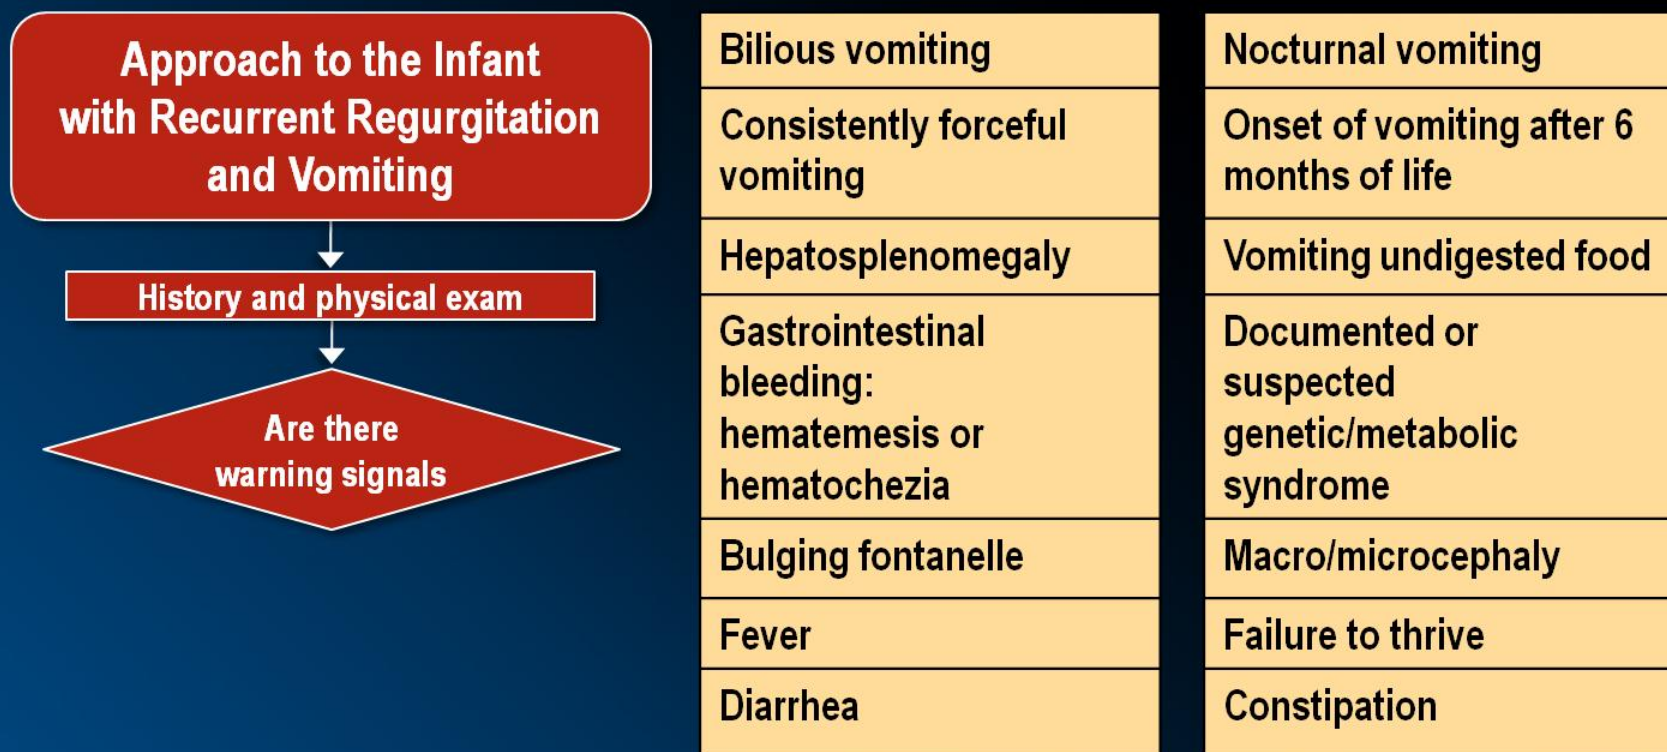 Approach to the Infant
with Recurrent Regurgitation
and Vomiting
History and physical exam
Are there
warning signals
Bilious vomiting
Consistently forceful
vomiting
Hepatosplenomegaly
Gastrointestinal
bleeding:
hematemesis or
hematochezia
Bulging fontanelle
Fever
Diarrhea
Nocturnal vomiting
Onset of vomiting after 6
months of life
Vomiting undigested food
Documented or
suspected
genetic/metabolic
syndrome
Macro/microcephaly
Failure to thrive
Constipation